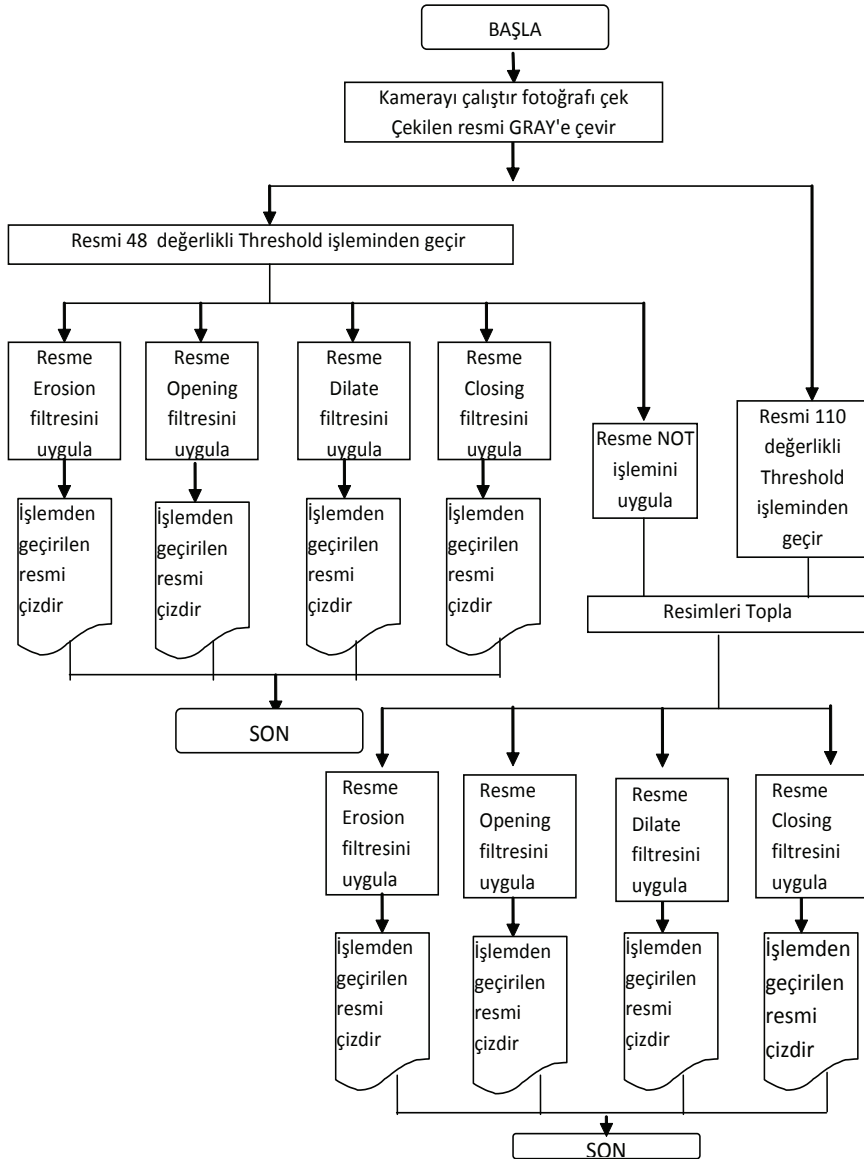 BAŞLA
Kamerayı çalıştır fotoğrafı çek
Çekilen resmi GRAY'e çevir
Resmi 48 değerlikli Threshold işleminden geçir
Resme
Erosion
filtresini
uygula
Resme
Opening
filtresini
uygula
Resme
Dilate
filtresini
uygula
Resme
Closing
filtresini
uygula
Resme NOT
işlemini
uygula
Resmi 110
değerlikli
Threshold
işleminden
geçir
İşlemden
geçirilen
resmi
çizdir
İşlemden
geçirilen
resmi
çizdir
İşlemden
geçirilen
resmi
çizdir
İşlemden
geçirilen
resmi
çizdir
Resimleri Topla
SON
Resme
Erosion
filtresini
uygula
Resme
Opening
filtresini
uygula
Resme
Dilate
filtresini
uygula
Resme
Closing
filtresini
uygula
İşlemden
geçirilen
resmi
çizdir
İşlemden
geçirilen
resmi
çizdir
İşlemden
geçirilen
resmi
çizdir
İşlemden
geçirilen
resmi
çizdir
SON